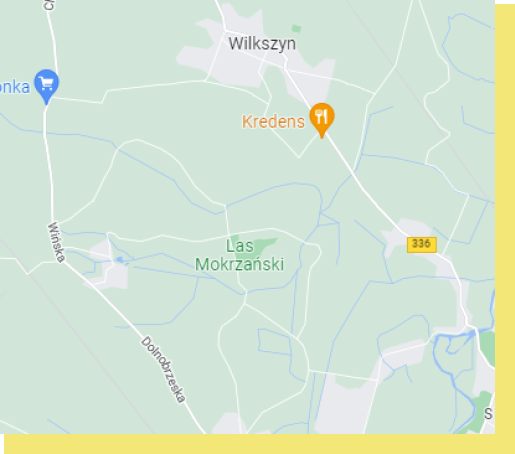 Wilkszyn
onka
Kredens
Wińska
336
Las
Mokrzański
Dolnobrzeska
S